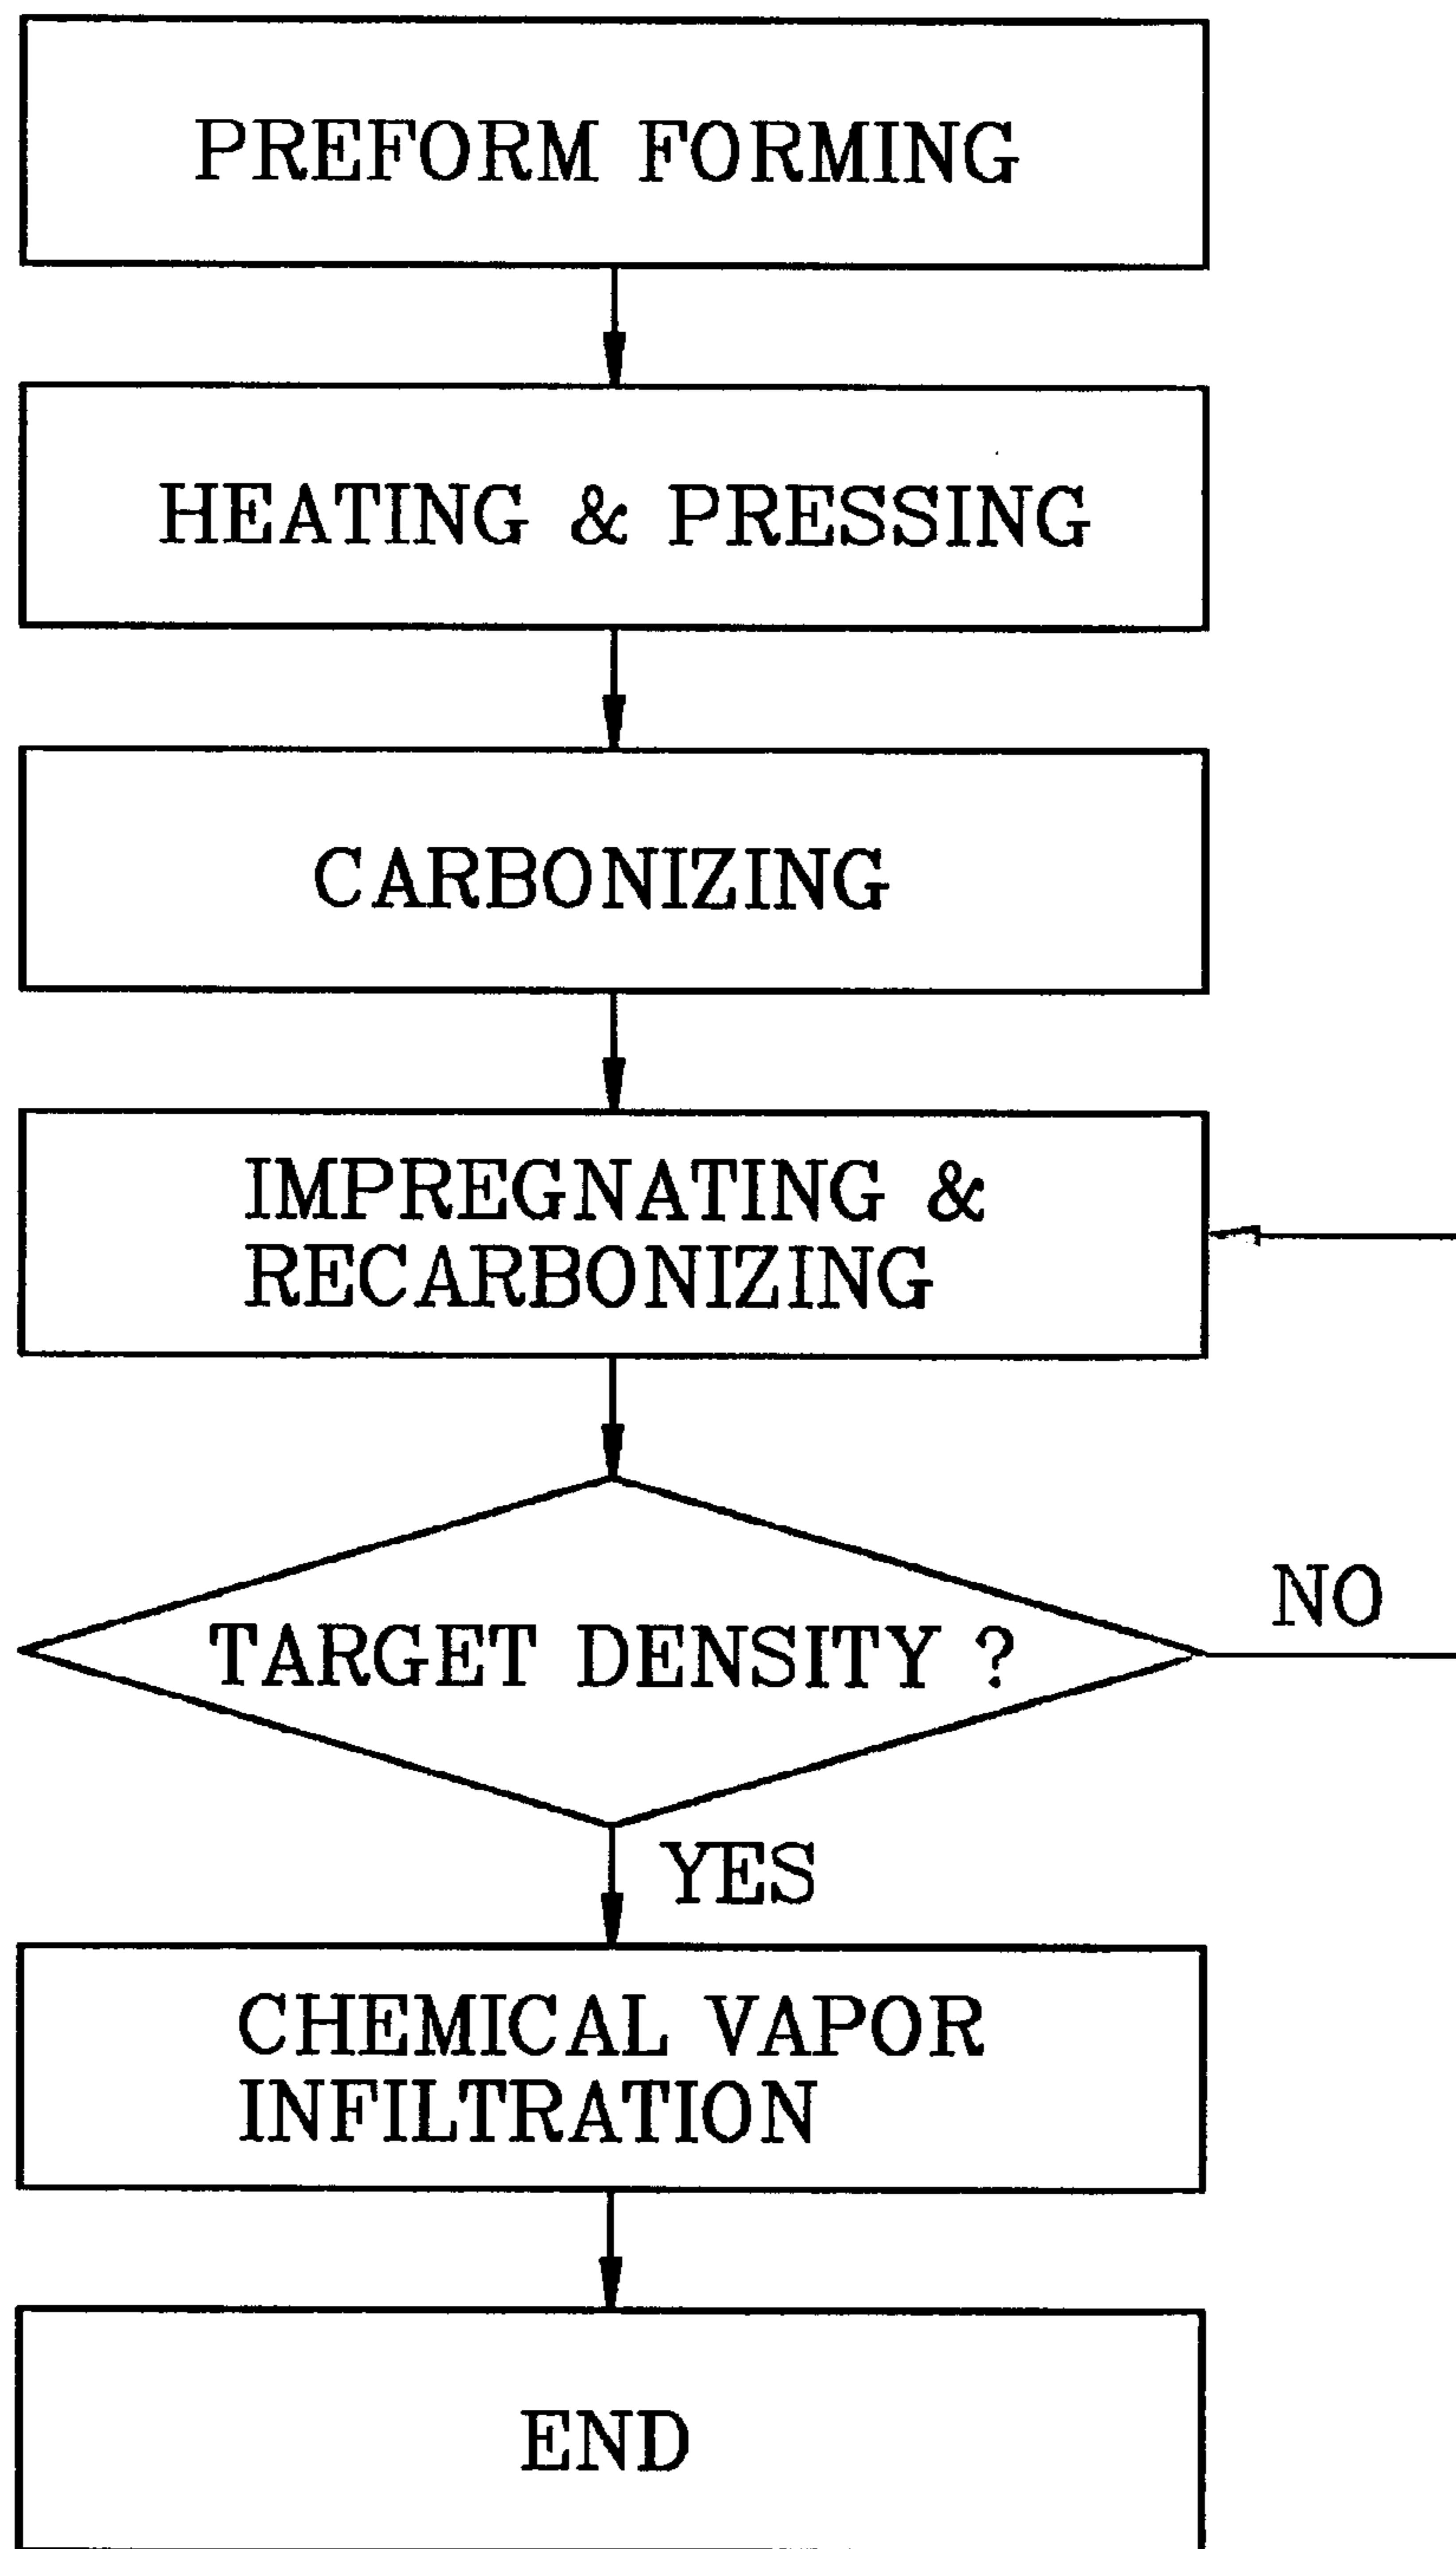 PREFORM FORMING
HEATING & PRESSING
CARBONIZING
IMPREGNATING &
RECARBONIZING
TARGET DENSITY ?
NO
YES
CHEMICAL VAPOR
INFILTRATION
END